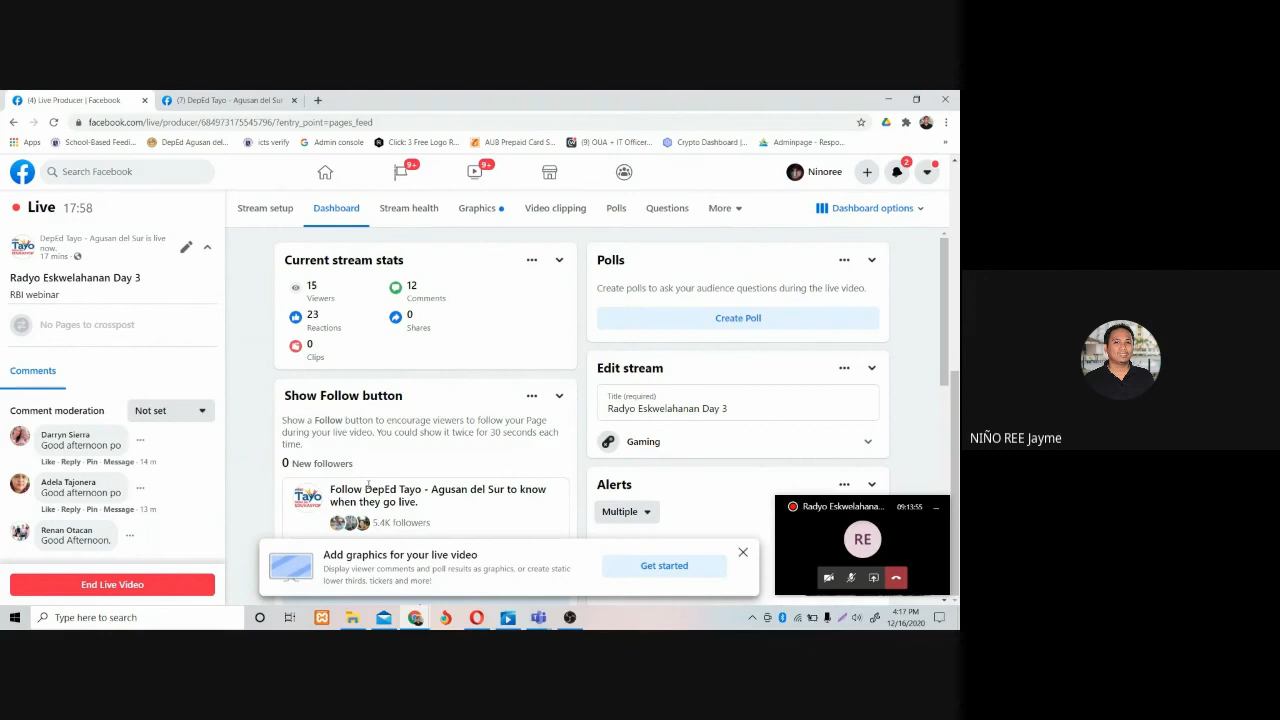 (4) Live Producer | Facebook
(7) DepEd Tayo - Agusan del Sur
facebook.com/live/producer/684973175545796/?entry_point=pages_feed
Apps
School-Based Feedi...
DepEd Agusan del...
icts verify
Admin console
Click: 3 Free Logo R...
AUB Prepaid Card S...
(9) OUA + IT Officer...
Crypto Dashboard |...
Adminpage - Respo...
Search Facebook
9+
9+
Ninoree
2
Live 17:58
Stream setup
Dashboard
Stream health
Graphics
Video clipping
Polls
Questions
More
Dashboard options
Tayo
DepEd Tayo - Agusan del Sur is live
now.
17 mins ·
Radyo Eskwelahanan Day 3
RBI webinar
No Pages to crosspost
Comments
Comment moderation
Not set
Darryn Sierra
Good afternoon po
Like · Reply · Pin · Message · 14 m
Adela Tajonera
Good afternoon po
Like · Reply · Pin · Message · 13 m
Renan Otacan
Good Afternoon.
End Live Video
Current stream stats
15
Viewers
12
Comments
23
Reactions
0
Shares
0
Clips
Show Follow button
Show a Follow button to encourage viewers to follow your Page
during your live video. You could show it twice for 30 seconds each
time.
0 New followers
Tayo
Follow DepEd Tayo - Agusan del Sur to know
when they go live.
5.4K followers
Polls
Create polls to ask your audience questions during the live video.
Create Poll
Edit stream
Title (required)
Radyo Eskwelahanan Day 3
Gaming
Alerts
Multiple
Add graphics for your live video
Display viewer comments and poll results as graphics, or create static
lower thirds, tickers and more!
Get started
Radyo Eskwelahana...
09:13:55
RE
Type here to search
4:17 PM
12/16/2020
NIÑO REE Jayme